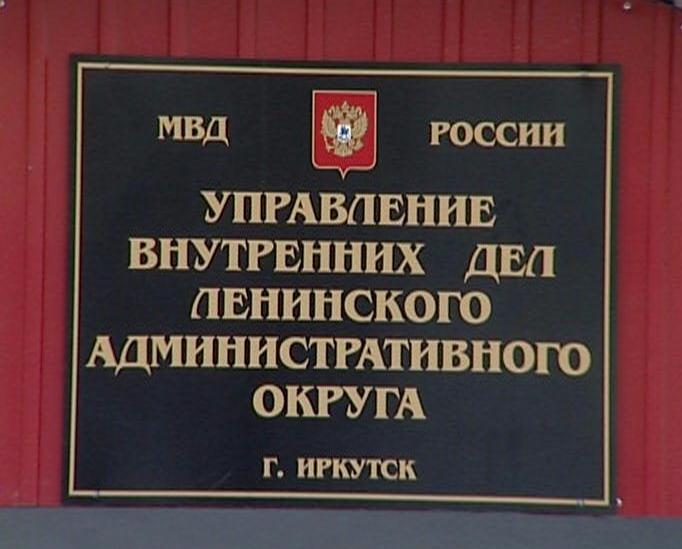 МВД РОССИИ
УПРАВЛЕНИЕ
ВНУТРЕННИХ ДЕЛ
ЛЕНИНСКОГО
АДМИНИСТРАТИВНОГО
ОКРУГА
Г. ИРКУТСК